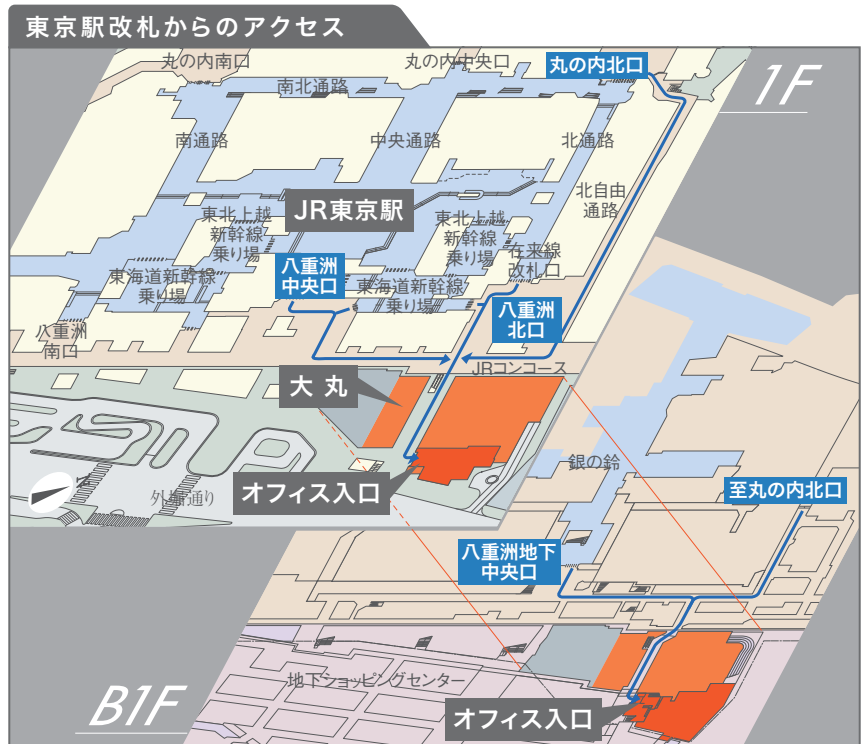 東京駅改札からのアクセス
1F
丸の内南口
丸の内中央口
丸の内北口
南北通路
南通路
中央通路
北通路
北自由
通路
JR東京駅
東北上越
新幹線
乗り場
東北上越
新幹線
乗り場
在来線
改札口
八重洲
中央口
東海道新幹線
乗り場
東海道新幹線
乗り場
八重洲
北口
八重洲
南口
JRコンコース
大丸
オフィス入口
外堀通り
銀の鈴
至丸の内北口
八重洲地下
中央口
地下ショッピングセンター
オフィス入口
B1F